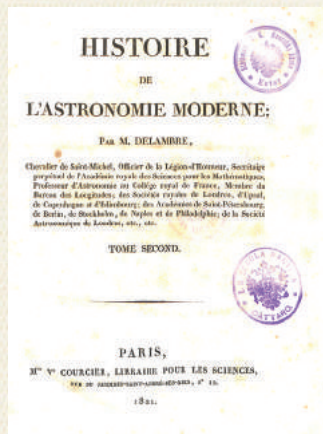 HISTOIRE
DE
L'ASTRONOMIE MODERNE;
PAR M. DELAMBRE,
Chevalier de Saint-Michel, Officier de la Légion-d'Honneur, Secrétaire
perpétuel de l'Académie royale des Sciences pour les Mathématiques,
Professeur d'Astronomie au Collége royal de France, Membre du
Bureau des Longitudes, des Sociétés royales de Londres, d'Upsal,
de Copenhague et d'Edimbourg; des Académies de Saint-Pétersbourg,
de Berlin, de Stockholm, de Naples et de Philadelphie; de la Société
Astronomique de Londres, etc., etc.
TOME SECOND.
CATTARO
PARIS,
Mme Ve COURCIER, LIBRAIRE POUR LES SCIENCES,
RUE DU
1821.